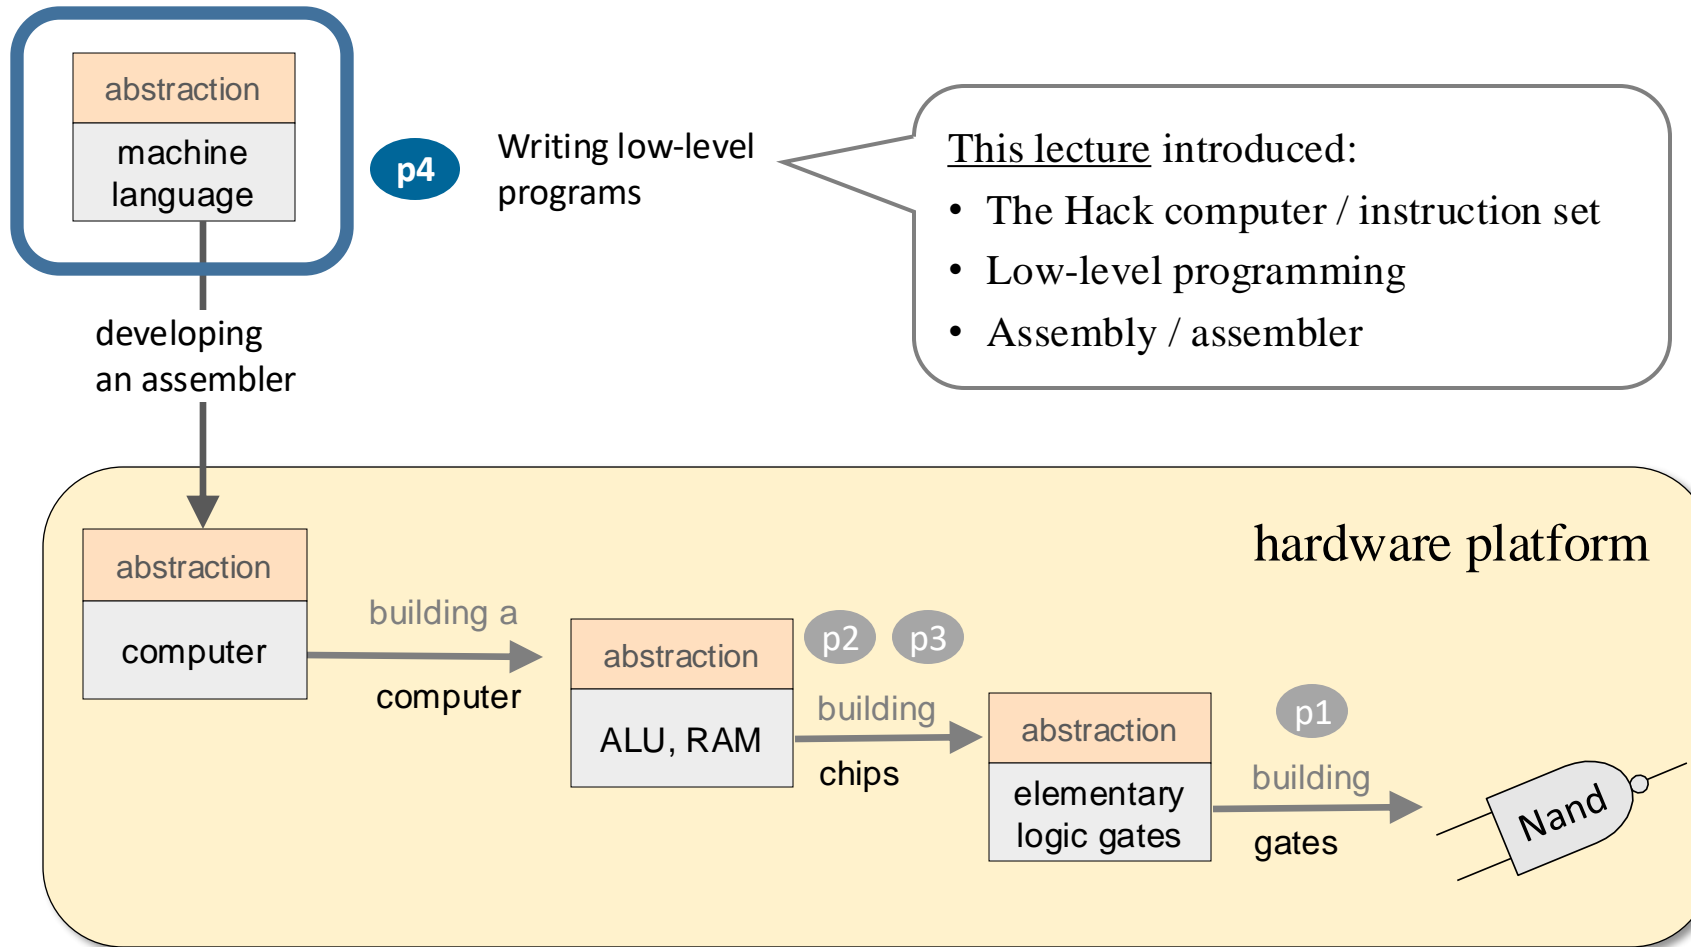 abstraction
machine
language
p4
Writing low-level
programs
This lecture introduced:
• The Hack computer / instruction set
• Low-level programming
• Assembly / assembler
developing
an assembler
hardware platform
abstraction
computer
building a
computer
abstraction
ALU, RAM
p2
p3
building
chips
abstraction
elementary
logic gates
p1
building
gates
Nand